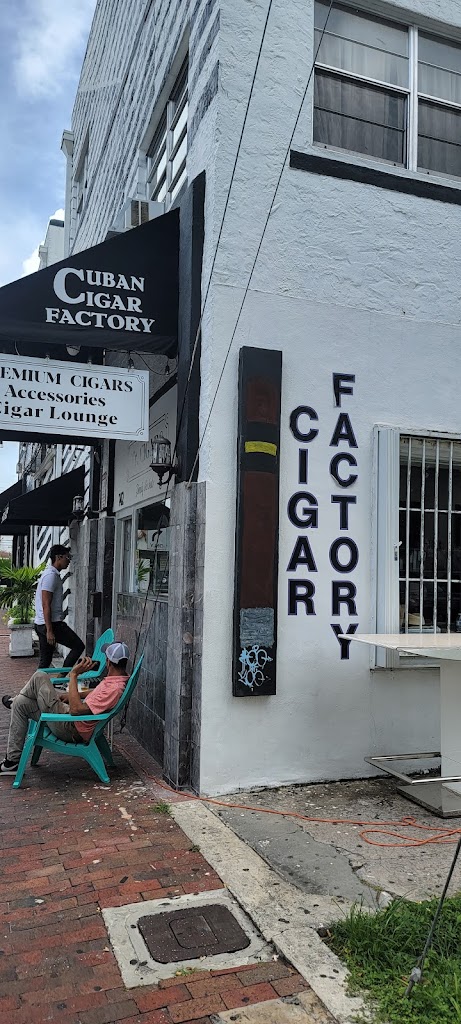 CUBAN
CIGAR
FACTORY
EMIUM CIGARS
Accessories
igar Lounge
CIGAR
FACTORY